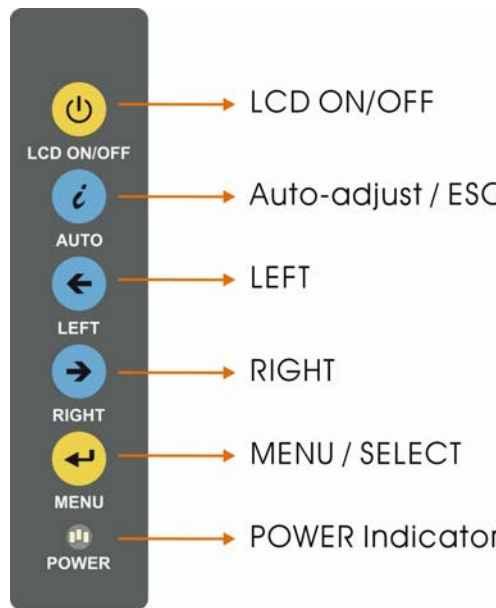 LCD ON/OFF
LCD ON/OFF
i
Auto-adjust / ESC
AUTO
LEFT
LEFT
RIGHT
RIGHT
MENU / SELECT
MENU
POWER Indicator
POWER